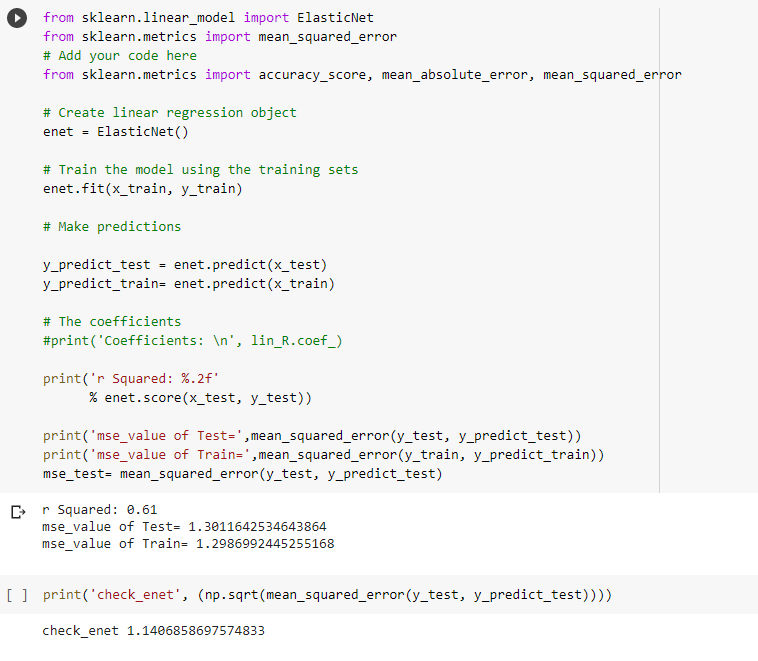 from sklearn.linear_model import ElasticNet
from sklearn.metrics import mean_squared_error
# Add your code here
from sklearn.metrics import accuracy_score, mean_absolute_error, mean_squared_error
# Create linear regression object
enet = ElasticNet()
# Train the model using the training sets
enet.fit(x_train, y_train)
# Make predictions
y_predict_test = enet.predict(x_test)
y_predict_train= enet.predict(x_train)
# The coefficients
#print('Coefficients: \n', lin_R.coef_)
print('r Squared: %.2f'
      % enet.score(x_test, y_test))
print('mse_value of Test=',mean_squared_error(y_test, y_predict_test))
print('mse_value of Train=',mean_squared_error(y_train, y_predict_train))
mse_test= mean_squared_error(y_test, y_predict_test)
r Squared: 0.61
mse_value of Test= 1.3011642534643864
mse_value of Train= 1.2986992445255168
[ ] print('check_enet', (np.sqrt(mean_squared_error(y_test, y_predict_test))))
check_enet 1.1406858697574833